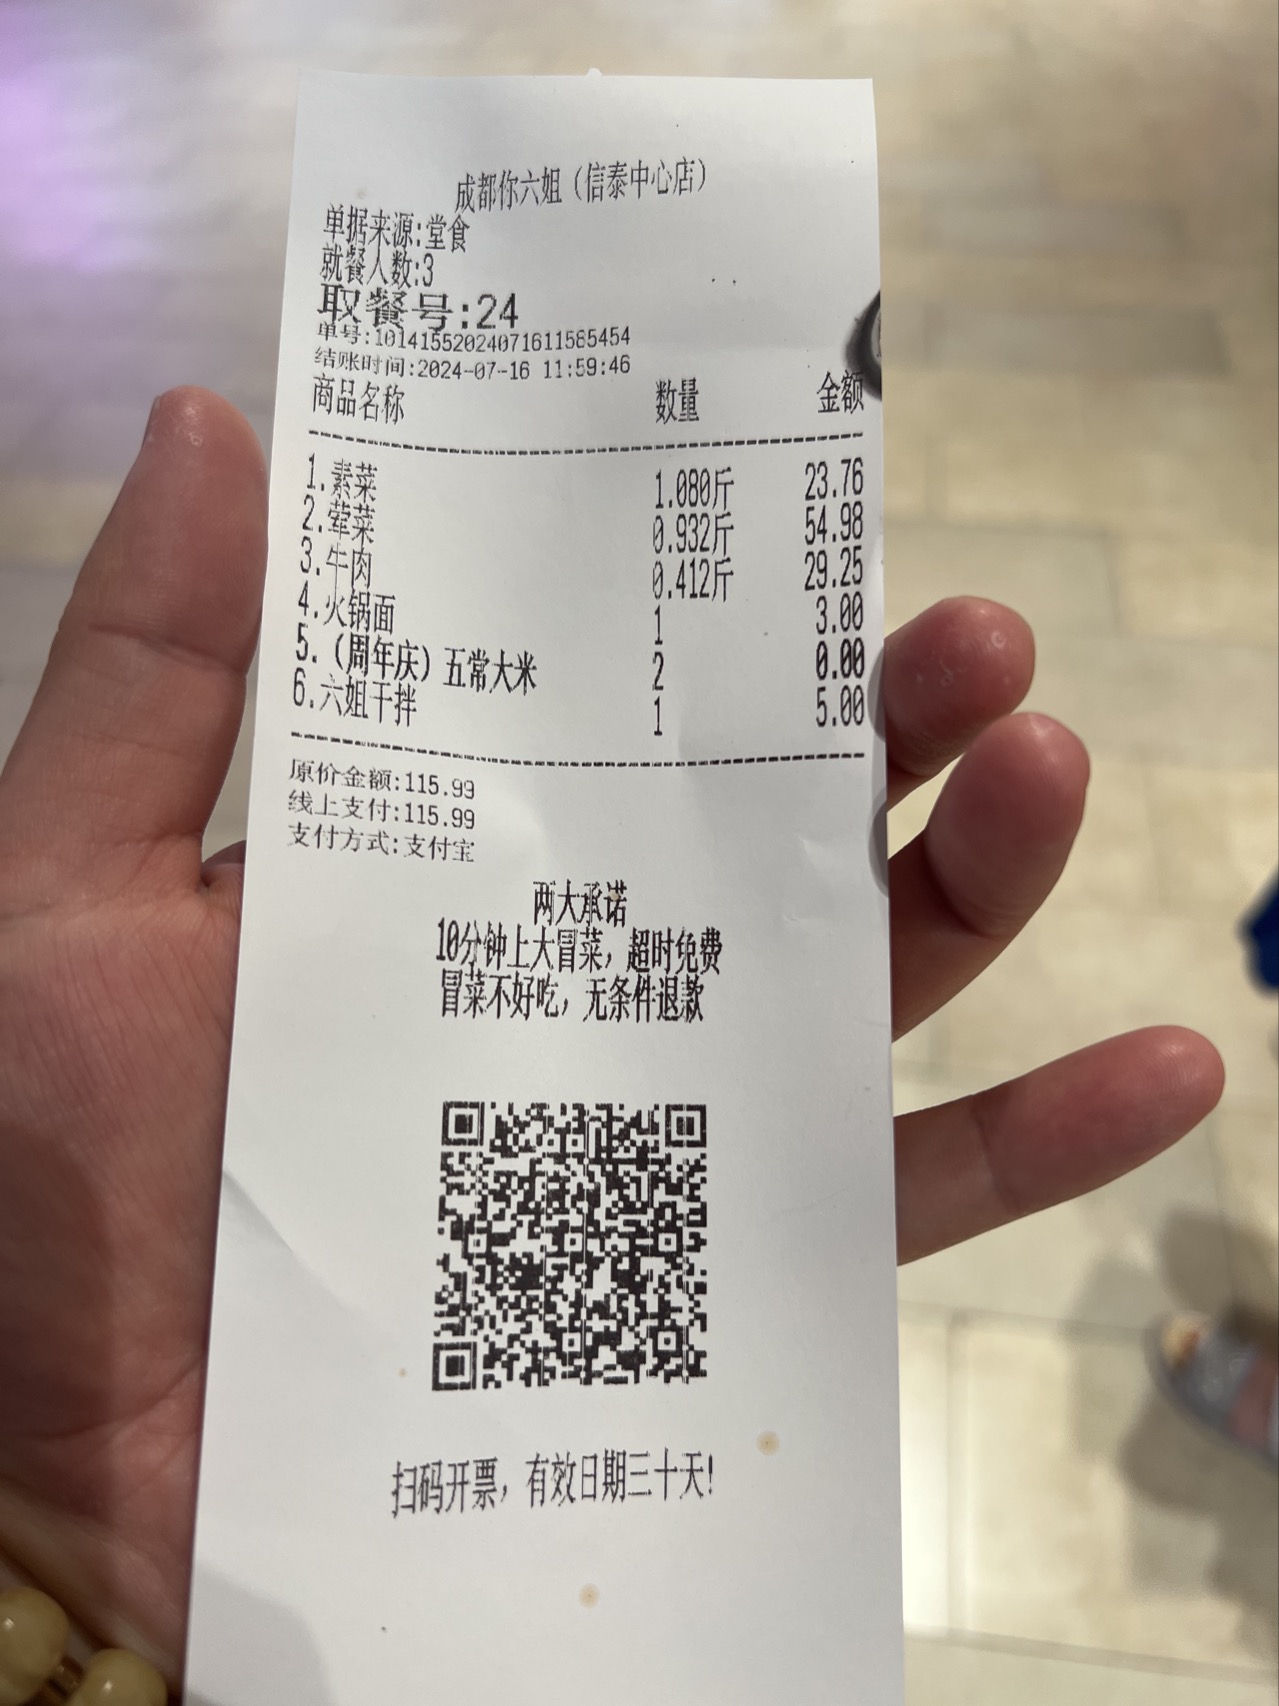 成都你六姐（信泰中心店）
单据来源:堂食
就餐人数:3
取餐号:24
单号:10141552024071611585454
结账时间:2024-07-16 11:59:46
商品名称 数量 金额
1.素菜 1.080斤 23.76
2.荤菜 0.932斤 54.98
3.牛肉 0.412斤 29.25
4.火锅面 1 3.00
5.（周年庆）五常大米 2 0.00
6.六姐干拌 1 5.00
原价金额:115.99
线上支付:115.99
支付方式:支付宝
两大承诺
10分钟上大冒菜，超时免费
冒菜不好吃，无条件退款
扫码开票，有效日期三十天!